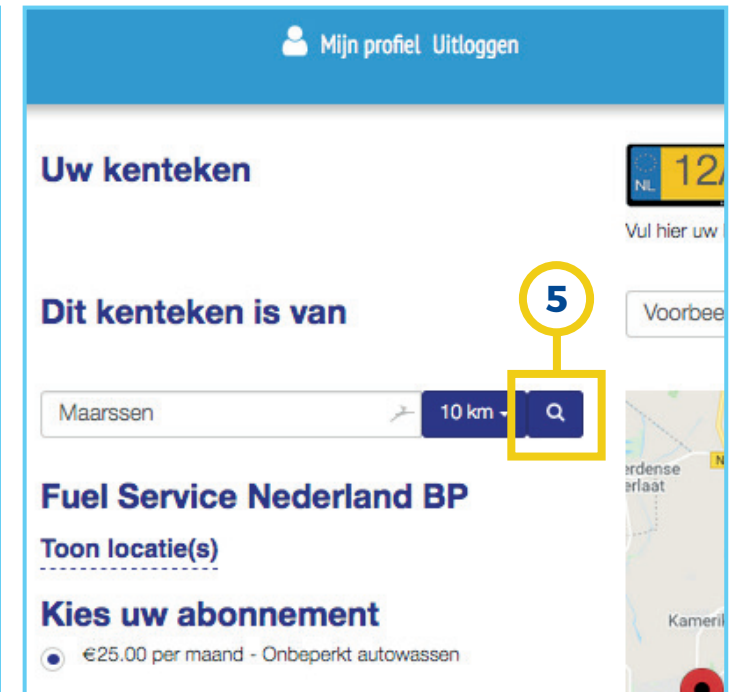 Mijn profiel Uitloggen
Uw kenteken
NL 12
Vul hier uw
Dit kenteken is van
5
Maarssen
10 km
Fuel Service Nederland BP
Toon locatie(s)
Kies uw abonnement
€25.00 per maand - Onbeperkt autowassen